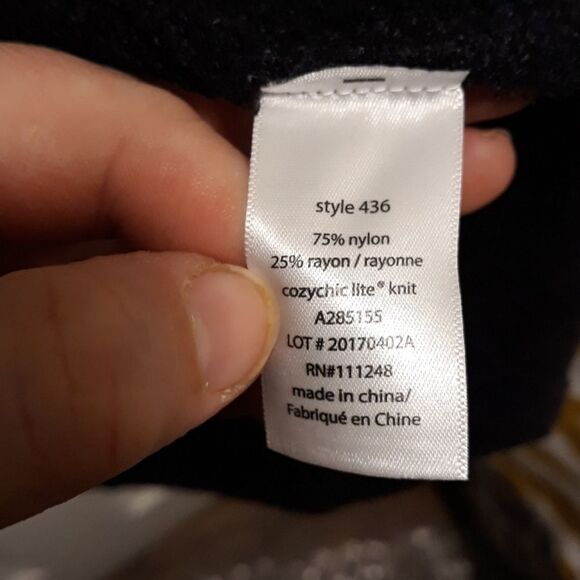 style 436
75% nylon
25% rayon / rayonne
cozychic lite® knit
A285155
LOT # 20170402A
RN#111248
made in china/
Fabriqué en Chine